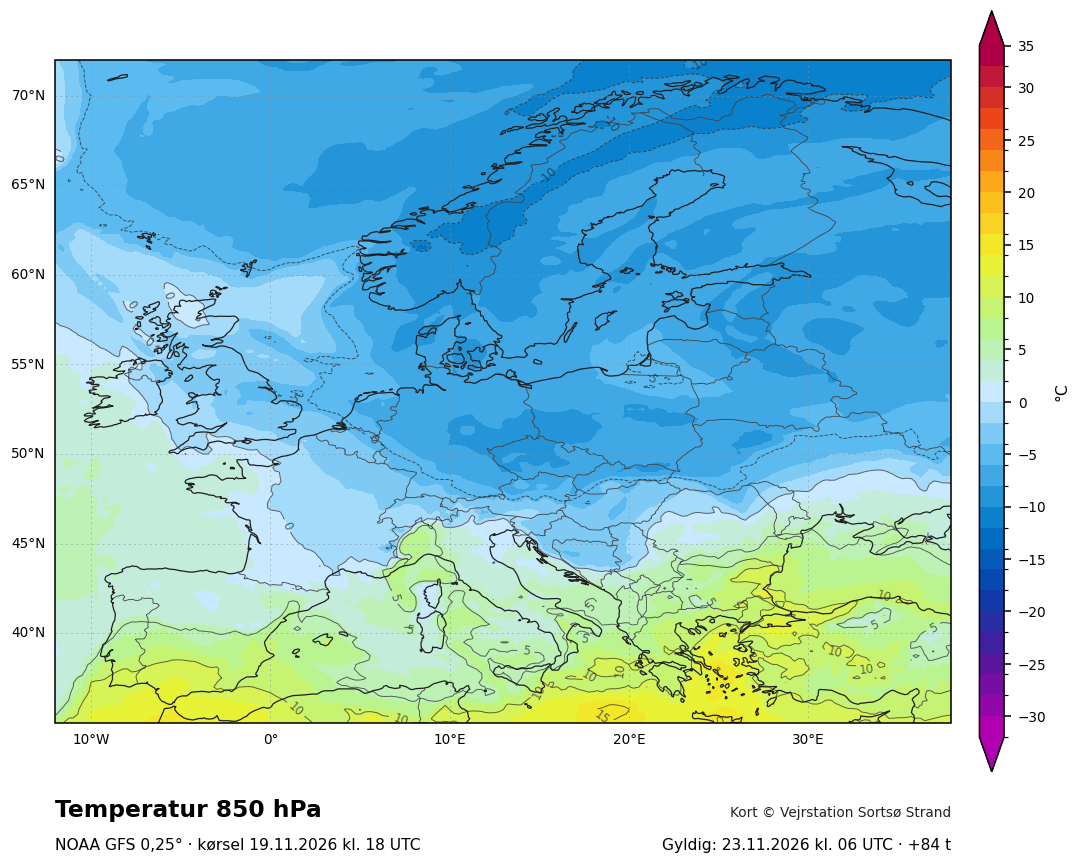 70°N
65°N
60°N
55°N
50°N
45°N
40°N
10°W
0°
10°E
20°E
30°E
35
30
25
20
15
10
5
0
−5
−10
−15
−20
−25
−30
°C
Temperatur 850 hPa
Kort © Vejrstation Sortsø Strand
NOAA GFS 0,25° · kørsel 19.11.2026 kl. 18 UTC
Gyldig: 23.11.2026 kl. 06 UTC · +84 t